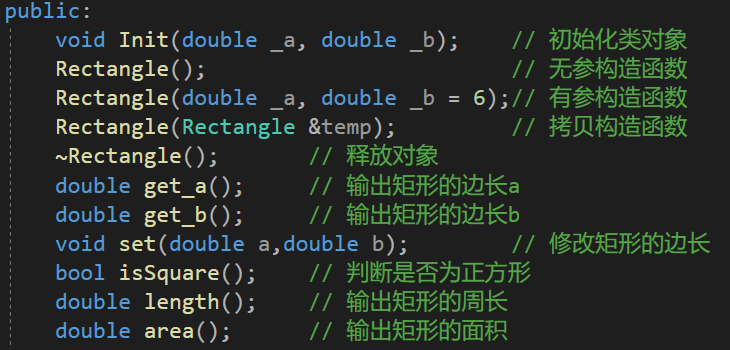 public:
    void Init(double _a, double _b);    // 初始化类对象
    Rectangle();                        // 无参构造函数
    Rectangle(double _a, double _b = 6);// 有参构造函数
    Rectangle(Rectangle &temp);         // 拷贝构造函数
    ~Rectangle();       // 释放对象
    double get_a();     // 输出矩形的边长a
    double get_b();     // 输出矩形的边长b
    void set(double a,double b);        // 修改矩形的边长
    bool isSquare();    // 判断是否为正方形
    double length();    // 输出矩形的周长
    double area();      // 输出矩形的面积